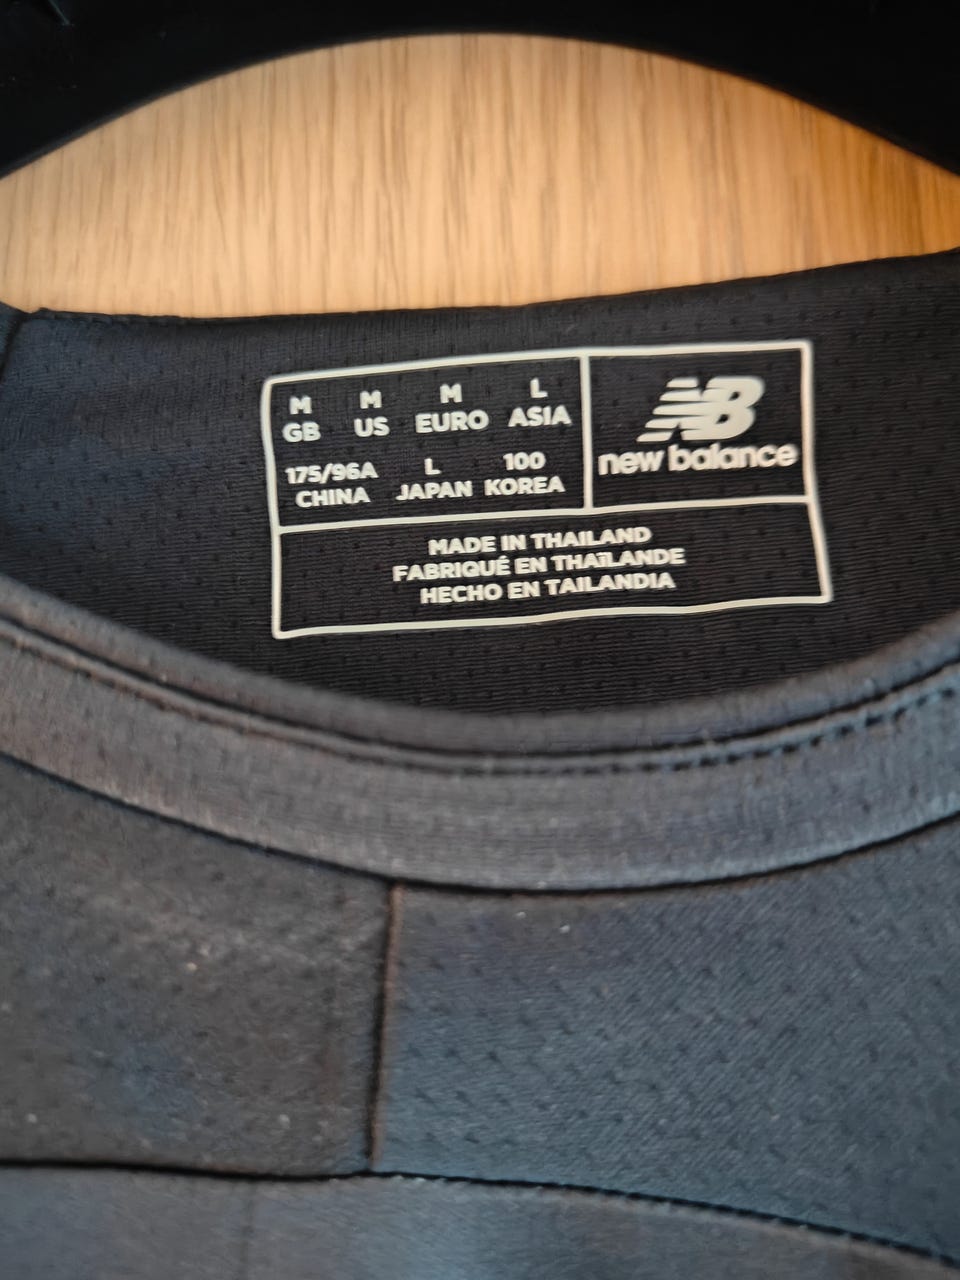 M M M L
GB US EURO ASIA
175/96A L 100
CHINA JAPAN KOREA
NB
new balance
MADE IN THAILAND
FABRIQUÉ EN THAÏLANDE
HECHO EN TAILANDIA